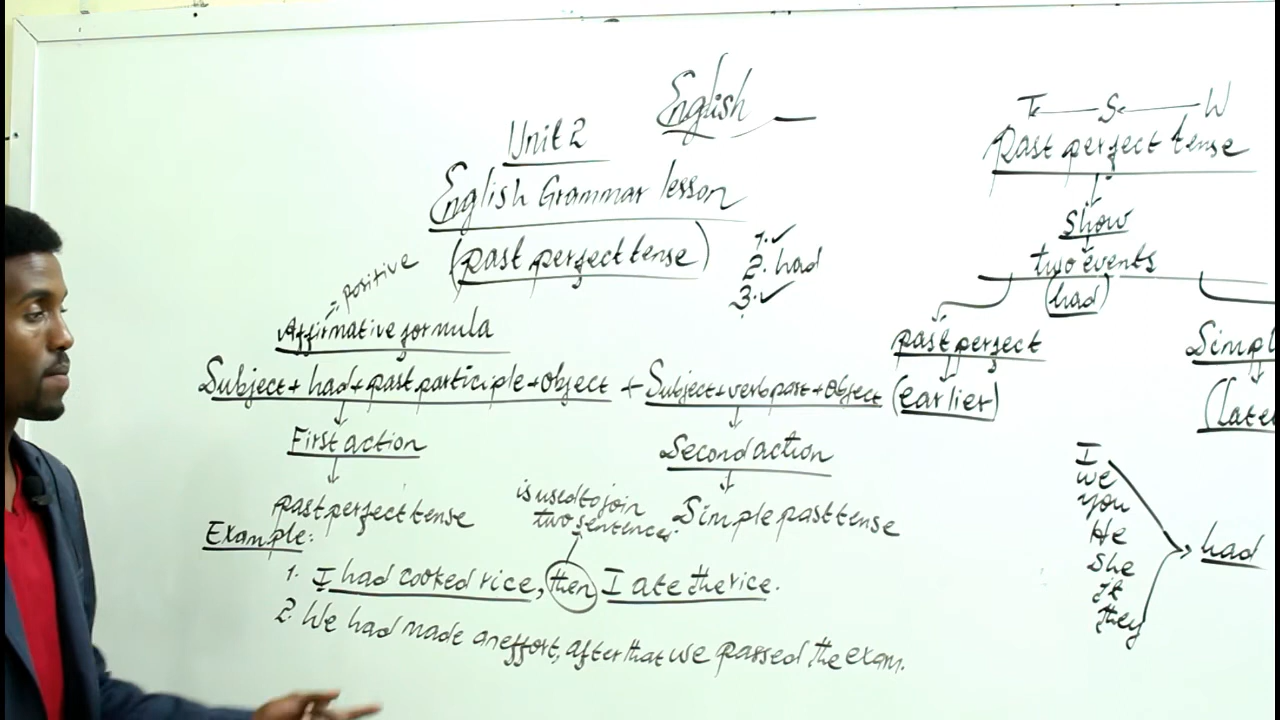 English
Unit 2
English Grammar lesson
(past perfect tense)
1. ✓
2. had
3. ✓
= positive
Affirmative formula
Subject + had + past participle + object + Subject + verb past + object
First action
Second action
past perfect tense
is used to join
two sentences
Simple past tense
Example:
1. I had cooked rice, then I ate the rice.
2. We had made an effort, after that we passed the exam.
T S W
Past perfect tense
Show
two events
(had)
past perfect
Simpl
(earlier)
(late
I
we
you
He
She
It
they
had